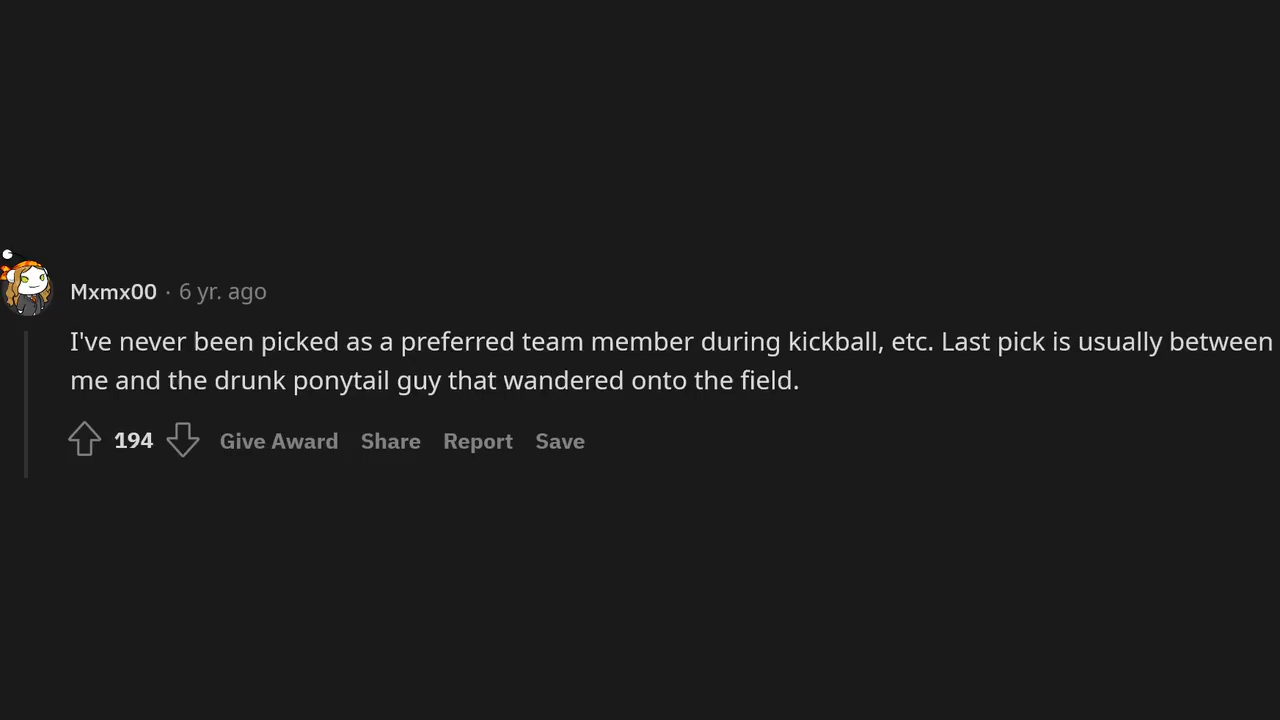 Mxmx00 · 6 yr. ago
I've never been picked as a preferred team member during kickball, etc. Last pick is usually between
me and the drunk ponytail guy that wandered onto the field.
194 Give Award Share Report Save